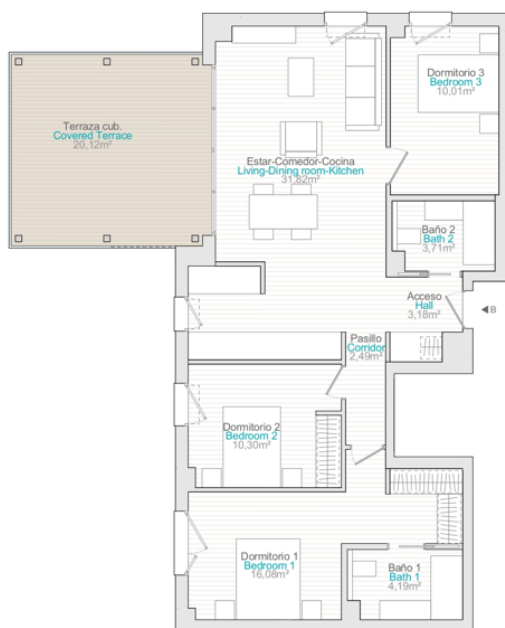 Dormitorio 3
Bedroom 3
10,01m²
Terraza cub.
Covered Terrace
20,12m²
Estar-Comedor-Cocina
Living-Dining room-Kitchen
31,82m²
Baño 2
Bath 2
3,71m²
Acceso
Hall
3,18m²
B
Pasillo
Corridor
2,49m²
Dormitorio 2
Bedroom 2
10,30m²
Dormitorio 1
Bedroom 1
16,08m²
Baño 1
Bath 1
4,19m²